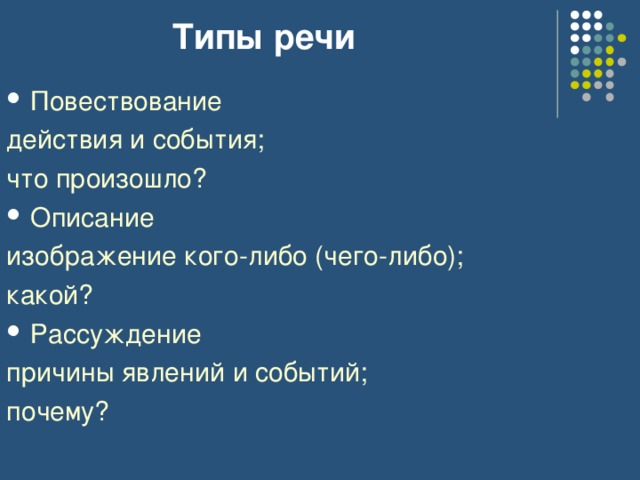 Типы речи
Повествование
действия и события;
что произошло?
Описание
изображение кого-либо (чего-либо);
какой?
Рассуждение
причины явлений и событий;
почему?